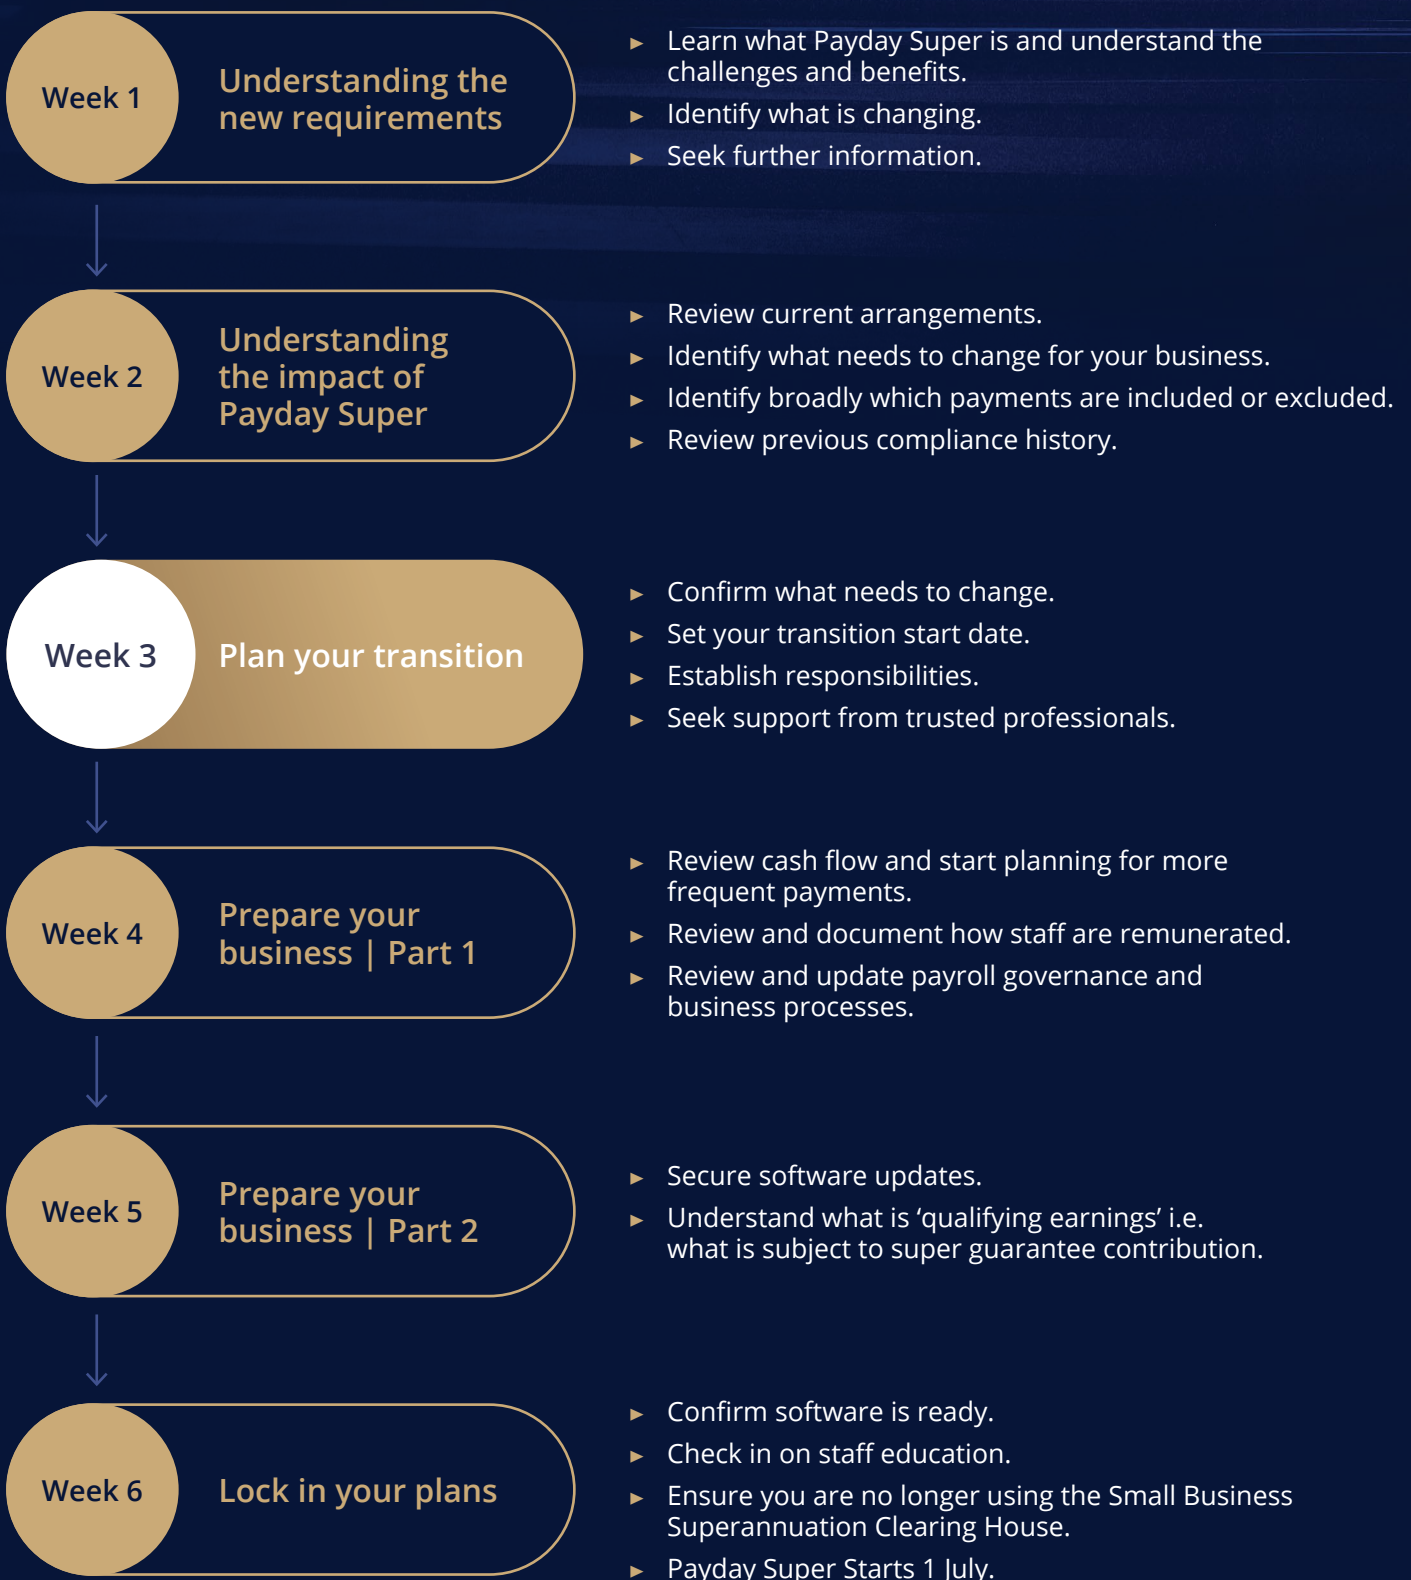 Week 1
Understanding the
new requirements
► Learn what Payday Super is and understand the
challenges and benefits.
► Identify what is changing.
► Seek further information.
Week 2
Understanding
the impact of
Payday Super
► Review current arrangements.
► Identify what needs to change for your business.
► Identify broadly which payments are included or excluded.
► Review previous compliance history.
Week 3
Plan your transition
► Confirm what needs to change.
► Set your transition start date.
► Establish responsibilities.
► Seek support from trusted professionals.
Week 4
Prepare your
business | Part 1
► Review cash flow and start planning for more
frequent payments.
► Review and document how staff are remunerated.
► Review and update payroll governance and
business processes.
Week 5
Prepare your
business | Part 2
► Secure software updates.
► Understand what is ‘qualifying earnings’ i.e.
what is subject to super guarantee contribution.
Week 6
Lock in your plans
► Confirm software is ready.
► Check in on staff education.
► Ensure you are no longer using the Small Business
Superannuation Clearing House.
► Payday Super Starts 1 July.